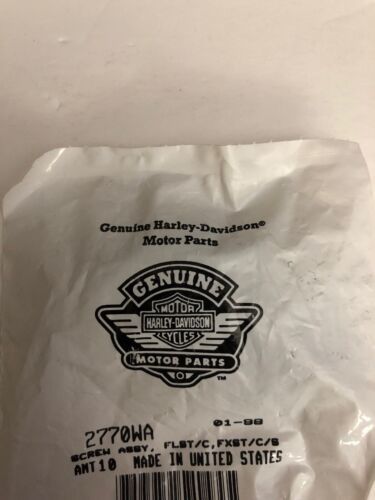 Genuine Harley-Davidson®
Motor Parts
GENUINE
MOTOR
HARLEY-DAVIDSON
CYCLES
MOTOR PARTS
TM
01-98
2770WA
SCREW ASSY, FLST/C,FXST/C/S
AMT10 MADE IN UNITED STATES